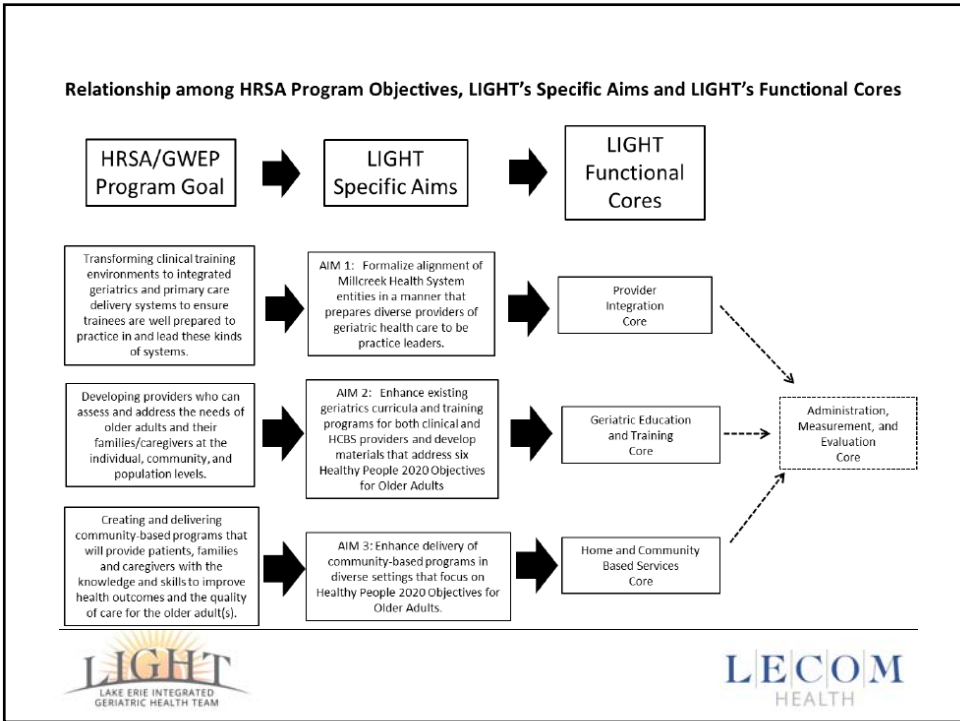 Relationship among HRSA Program Objectives, LIGHT's Specific Aims and LIGHT's Functional Cores
HRSA/GWEP
Program Goal
LIGHT
Specific Aims
LIGHT
Functional
Cores
Transforming clinical training
environments to integrated
geriatrics and primary care
delivery systems to ensure
trainees are well prepared to
practice in and lead these kinds
of systems.
AIM 1: Formalize alignment of
Millcreek Health System
entities in a manner that
prepares diverse providers of
geriatric health care to be
practice leaders.
Provider
Integration
Core
Developing providers who can
assess and address the needs of
older adults and their
families/caregivers at the
individual, community, and
population levels.
AIM 2: Enhance existing
geriatrics curricula and training
programs for both clinical and
HCBS providers and develop
materials that address six
Healthy People 2020 Objectives
for Older Adults
Geriatric Education
and Training
Core
Administration,
Measurement, and
Evaluation
Core
Creating and delivering
community-based programs that
will provide patients, families
and caregivers with the
knowledge and skills to improve
health outcomes and the quality
of care for the older adult(s).
AIM 3: Enhance delivery of
community-based programs in
diverse settings that focus on
Healthy People 2020 Objectives for
Older Adults.
Home and Community
Based Services
Core
LIGHT
LAKE ERIE INTEGRATED
GERIATRIC HEALTH TEAM
LECOM
HEALTH